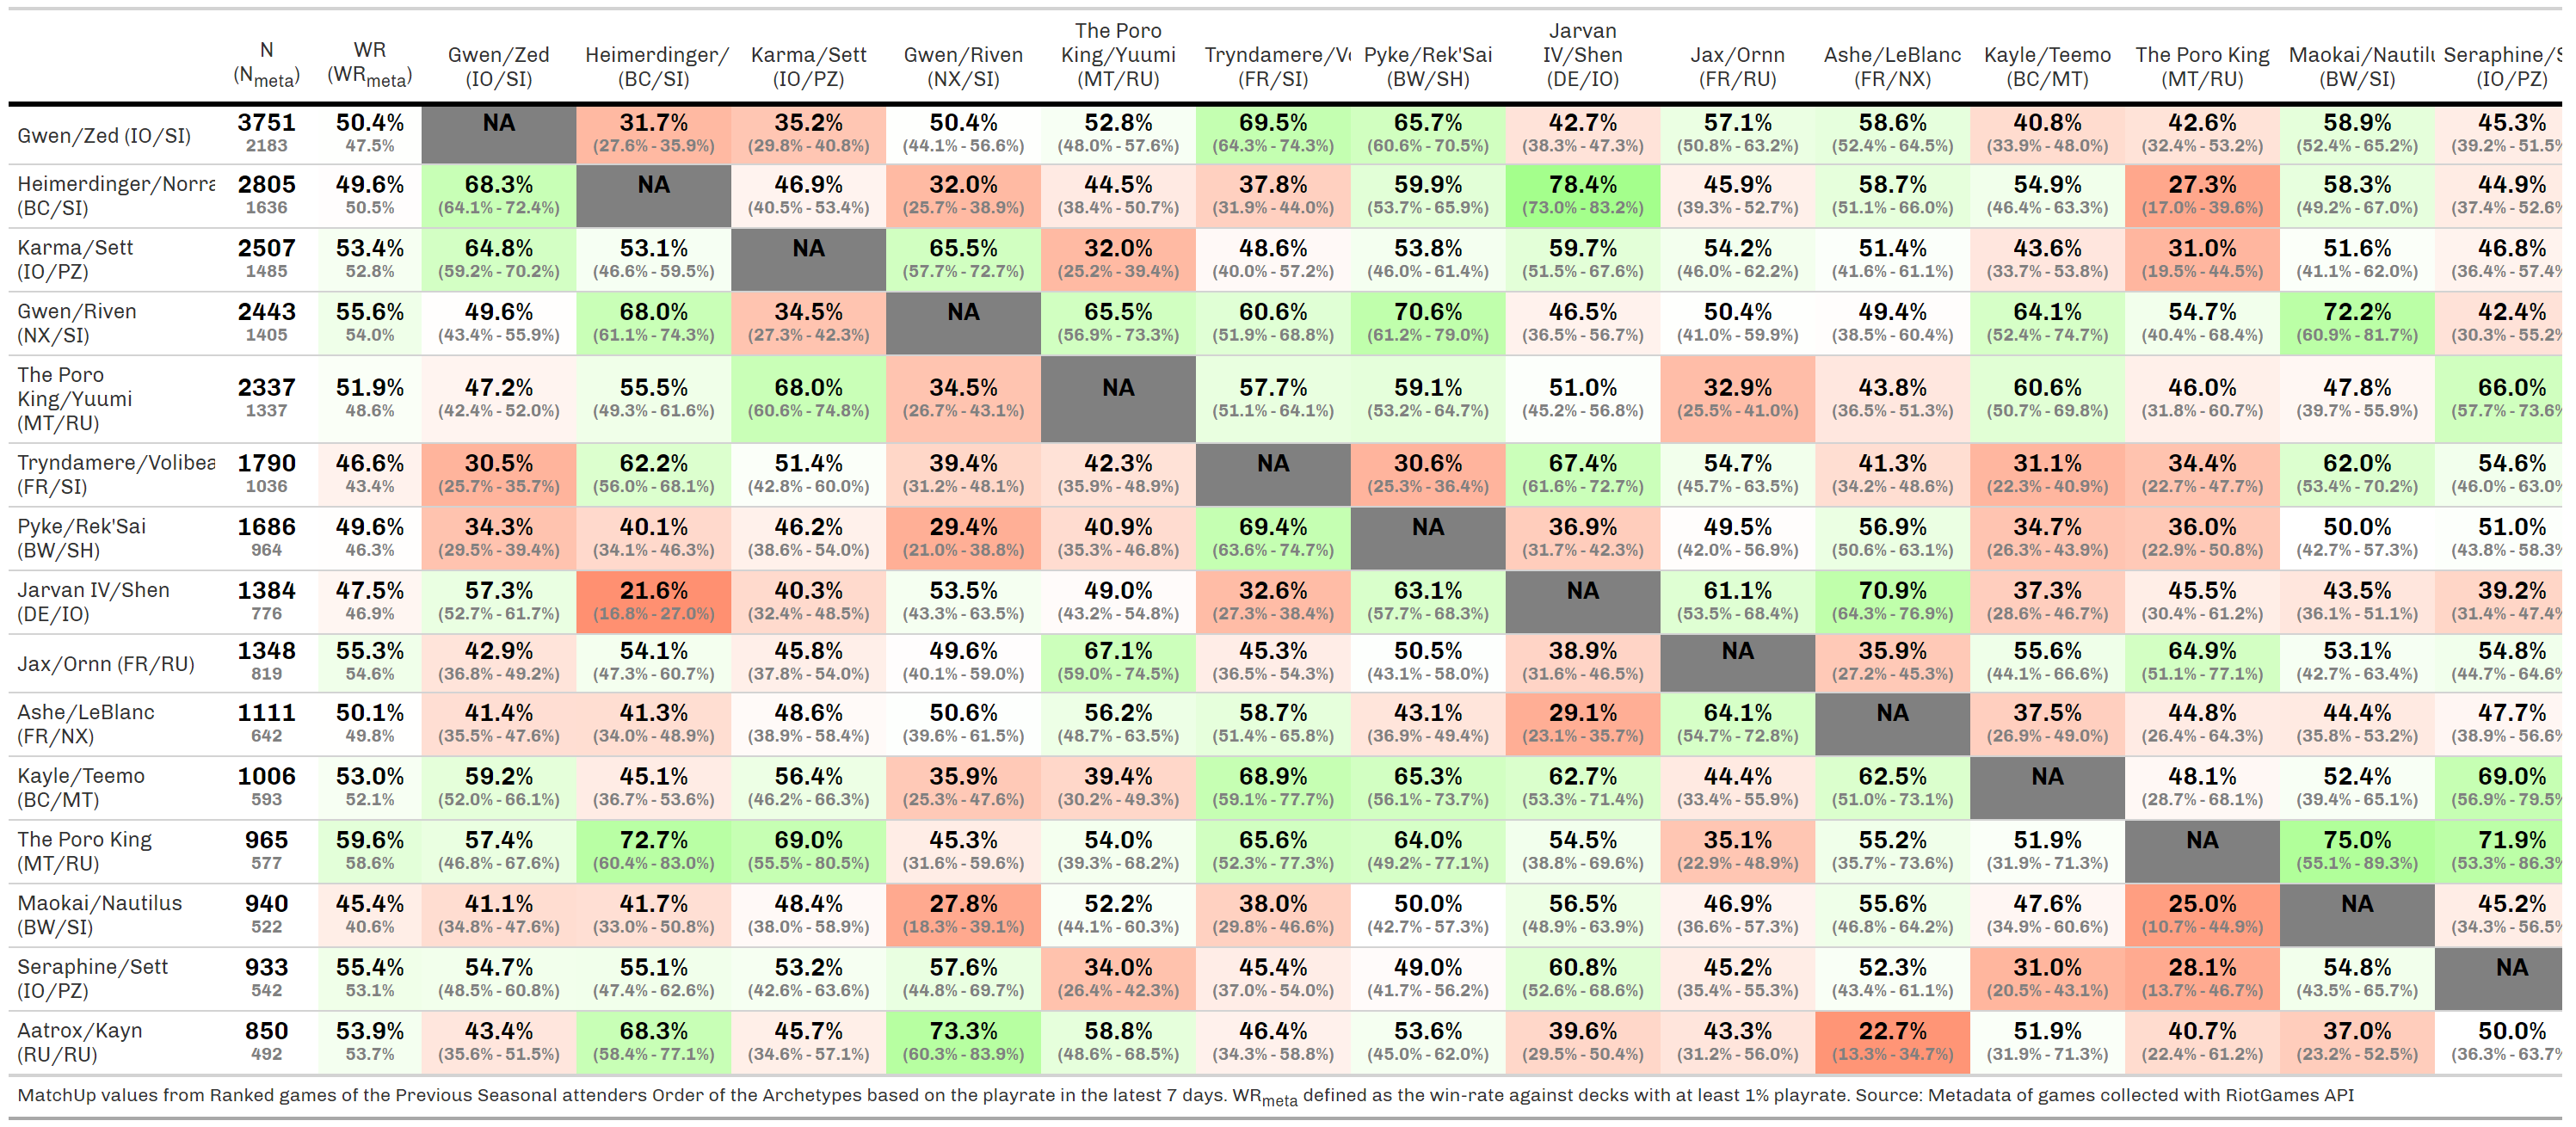 N (N_meta) WR (WR_meta) Gwen/Zed (IO/SI) Heimerdinger/ (BC/SI) Karma/Sett (IO/PZ) Gwen/Riven (NX/SI) The Poro King/Yuumi (MT/RU) Tryndamere/Vo (FR/SI) Pyke/Rek'Sai (BW/SH) Jarvan IV/Shen (DE/IO) Jax/Ornn (FR/RU) Ashe/LeBlanc (FR/NX) Kayle/Teemo (BC/MT) The Poro King (MT/RU) Maokai/Nautilu (BW/SI) Seraphine/S (IO/PZ)
Gwen/Zed (IO/SI) 3751 50.4% NA 31.7% 35.2% 50.4% 52.8% 69.5% 65.7% 42.7% 57.1% 58.6% 40.8% 42.6% 58.9% 45.3%
2183 47.5% (27.6% - 35.9%) (29.8% - 40.8%) (44.1% - 56.6%) (48.0% - 57.6%) (64.3% - 74.3%) (60.6% - 70.5%) (38.3% - 47.3%) (50.8% - 63.2%) (52.4% - 64.5%) (33.9% - 48.0%) (32.4% - 53.2%) (52.4% - 65.2%) (39.2% - 51.5%
Heimerdinger/Norra 2805 49.6% 68.3% NA 46.9% 32.0% 44.5% 37.8% 59.9% 78.4% 45.9% 58.7% 54.9% 27.3% 58.3% 44.9%
(BC/SI) 1636 50.5% (64.1% - 72.4%) (40.5% - 53.4%) (25.7% - 38.9%) (38.4% - 50.7%) (31.9% - 44.0%) (53.7% - 65.9%) (73.0% - 83.2%) (39.3% - 52.7%) (51.1% - 66.0%) (46.4% - 63.3%) (17.0% - 39.6%) (49.2% - 67.0%) (37.4% - 52.6%
Karma/Sett 2507 53.4% 64.8% 53.1% NA 65.5% 32.0% 48.6% 53.8% 59.7% 54.2% 51.4% 43.6% 31.0% 51.6% 46.8%
(IO/PZ) 1485 52.8% (59.2% - 70.2%) (46.6% - 59.5%) (57.7% - 72.7%) (25.2% - 39.4%) (40.0% - 57.2%) (46.0% - 61.4%) (51.5% - 67.6%) (46.0% - 62.2%) (41.6% - 61.1%) (33.7% - 53.8%) (19.5% - 44.5%) (41.1% - 62.0%) (36.4% - 57.4%
Gwen/Riven 2443 55.6% 49.6% 68.0% 34.5% NA 65.5% 60.6% 70.6% 46.5% 50.4% 49.4% 64.1% 54.7% 72.2% 42.4%
(NX/SI) 1405 54.0% (43.4% - 55.9%) (61.1% - 74.3%) (27.3% - 42.3%) (56.9% - 73.3%) (51.9% - 68.8%) (61.2% - 79.0%) (36.5% - 56.7%) (41.0% - 59.9%) (38.5% - 60.4%) (52.4% - 74.7%) (40.4% - 68.4%) (60.9% - 81.7%) (30.3% - 55.2%
The Poro
King/Yuumi 2337 51.9% 47.2% 55.5% 68.0% 34.5% NA 57.7% 59.1% 51.0% 32.9% 43.8% 60.6% 46.0% 47.8% 66.0%
(MT/RU) 1337 48.6% (42.4% - 52.0%) (49.3% - 61.6%) (60.6% - 74.8%) (26.7% - 43.1%) (51.1% - 64.1%) (53.2% - 64.7%) (45.2% - 56.8%) (25.5% - 41.0%) (36.5% - 51.3%) (50.7% - 69.8%) (31.8% - 60.7%) (39.7% - 55.9%) (57.7% - 73.6%
Tryndamere/Volibea 1790 46.6% 30.5% 62.2% 51.4% 39.4% 42.3% NA 30.6% 67.4% 54.7% 41.3% 31.1% 34.4% 62.0% 54.6%
(FR/SI) 1036 43.4% (25.7% - 35.7%) (56.0% - 68.1%) (42.8% - 60.0%) (31.2% - 48.1%) (35.9% - 48.9%) (25.3% - 36.4%) (61.6% - 72.7%) (45.7% - 63.5%) (34.2% - 48.6%) (22.3% - 40.9%) (22.7% - 47.7%) (53.4% - 70.2%) (46.0% - 63.0%
Pyke/Rek'Sai 1686 49.6% 34.3% 40.1% 46.2% 29.4% 40.9% 69.4% NA 36.9% 49.5% 56.9% 34.7% 36.0% 50.0% 51.0%
(BW/SH) 964 46.3% (29.5% - 39.4%) (34.1% - 46.3%) (38.6% - 54.0%) (21.0% - 38.8%) (35.3% - 46.8%) (63.6% - 74.7%) (31.7% - 42.3%) (42.0% - 56.9%) (50.6% - 63.1%) (26.3% - 43.9%) (22.9% - 50.8%) (42.7% - 57.3%) (43.8% - 58.3%
Jarvan IV/Shen 1384 47.5% 57.3% 21.6% 40.3% 53.5% 49.0% 32.6% 63.1% NA 61.1% 70.9% 37.3% 45.5% 43.5% 39.2%
(DE/IO) 776 46.9% (52.7% - 61.7%) (16.8% - 27.0%) (32.4% - 48.5%) (43.3% - 63.5%) (43.2% - 54.8%) (27.3% - 38.4%) (57.7% - 68.3%) (53.5% - 68.4%) (64.3% - 76.9%) (28.6% - 46.7%) (30.4% - 61.2%) (36.1% - 51.1%) (31.4% - 47.4%
Jax/Ornn (FR/RU) 1348 55.3% 42.9% 54.1% 45.8% 49.6% 67.1% 45.3% 50.5% 38.9% NA 35.9% 55.6% 64.9% 53.1% 54.8%
819 54.6% (36.8% - 49.2%) (47.3% - 60.7%) (37.8% - 54.0%) (40.1% - 59.0%) (59.0% - 74.5%) (36.5% - 54.3%) (43.1% - 58.0%) (31.6% - 46.5%) (27.2% - 45.3%) (44.1% - 66.6%) (51.1% - 77.1%) (42.7% - 63.4%) (44.7% - 64.6%
Ashe/LeBlanc 1111 50.1% 41.4% 41.3% 48.6% 50.6% 56.2% 58.7% 43.1% 29.1% 64.1% NA 37.5% 44.8% 44.4% 47.7%
(FR/NX) 642 49.8% (35.5% - 47.6%) (34.0% - 48.9%) (38.9% - 58.4%) (39.6% - 61.5%) (48.7% - 63.5%) (51.4% - 65.8%) (36.9% - 49.4%) (23.1% - 35.7%) (54.7% - 72.8%) (26.9% - 49.0%) (26.4% - 64.3%) (35.8% - 53.2%) (38.9% - 56.6%
Kayle/Teemo 1006 53.0% 59.2% 45.1% 56.4% 35.9% 39.4% 68.9% 65.3% 62.7% 44.4% 62.5% NA 48.1% 52.4% 69.0%
(BC/MT) 593 52.1% (52.0% - 66.1%) (36.7% - 53.6%) (46.2% - 66.3%) (25.3% - 47.6%) (30.2% - 49.3%) (59.1% - 77.7%) (56.1% - 73.7%) (53.3% - 71.4%) (33.4% - 55.9%) (51.0% - 73.1%) (28.7% - 68.1%) (39.4% - 65.1%) (56.9% - 79.5%
The Poro King 965 59.6% 57.4% 72.7% 69.0% 45.3% 54.0% 65.6% 64.0% 54.5% 35.1% 55.2% 51.9% NA 75.0% 71.9%
(MT/RU) 577 58.6% (46.8% - 67.6%) (60.4% - 83.0%) (55.5% - 80.5%) (31.6% - 59.6%) (39.3% - 68.2%) (52.3% - 77.3%) (49.2% - 77.1%) (38.8% - 69.6%) (22.9% - 48.9%) (35.7% - 73.6%) (31.9% - 71.3%) (55.1% - 89.3%) (53.3% - 86.3%
Maokai/Nautilus 940 45.4% 41.1% 41.7% 48.4% 27.8% 52.2% 38.0% 50.0% 56.5% 46.9% 55.6% 47.6% 25.0% NA 45.2%
(BW/SI) 522 40.6% (34.8% - 47.6%) (33.0% - 50.8%) (38.0% - 58.9%) (18.3% - 39.1%) (44.1% - 60.3%) (29.8% - 46.6%) (42.7% - 57.3%) (48.9% - 63.9%) (36.6% - 57.3%) (46.8% - 64.2%) (34.9% - 60.6%) (10.7% - 44.9%) (34.3% - 56.5%
Seraphine/Sett 933 55.4% 54.7% 55.1% 53.2% 57.6% 34.0% 45.4% 49.0% 60.8% 45.2% 52.3% 31.0% 28.1% 54.8% NA
(IO/PZ) 542 53.1% (48.5% - 60.8%) (47.4% - 62.6%) (42.6% - 63.6%) (44.8% - 69.7%) (26.4% - 42.3%) (37.0% - 54.0%) (41.7% - 56.2%) (52.6% - 68.6%) (35.4% - 55.3%) (43.4% - 61.1%) (20.5% - 43.1%) (13.7% - 46.7%) (43.5% - 65.7%)
Aatrox/Kayn 850 53.9% 43.4% 68.3% 45.7% 73.3% 58.8% 46.4% 53.6% 39.6% 43.3% 22.7% 51.9% 40.7% 37.0% 50.0%
(RU/RU) 492 53.7% (35.6% - 51.5%) (58.4% - 77.1%) (34.6% - 57.1%) (60.3% - 83.9%) (48.6% - 68.5%) (34.3% - 58.8%) (45.0% - 62.0%) (29.5% - 50.4%) (31.2% - 56.0%) (13.3% - 34.7%) (31.9% - 71.3%) (22.4% - 61.2%) (23.2% - 52.5%) (36.3% - 63.7%
MatchUp values from Ranked games of the Previous Seasonal attenders Order of the Archetypes based on the playrate in the latest 7 days. WR_meta defined as the win-rate against decks with at least 1% playrate. Source: Metadata of games collected with RiotGames API